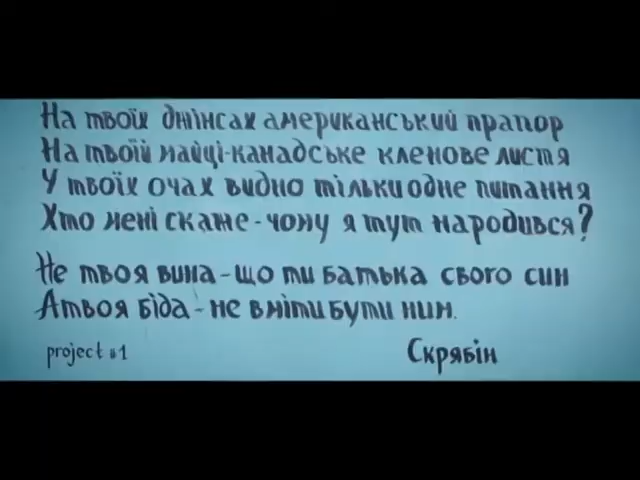 На твоїх джінсах американський прапор
На твоїй майці-канадське кленове листя
У твоїх очах видно тільки одне питання
Хто мені скаже-чому я тут народився?
Не твоя вина-що ти батька свого син
А твоя біда-не вміти бути ним.
project #1
Скрябін